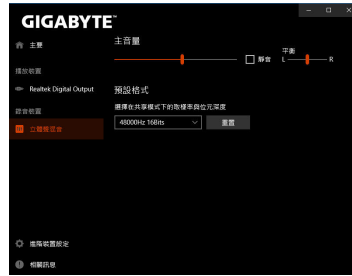 GIGABYTE™
主要
播放裝置
Realtek Digital Output
錄音裝置
立體聲混音
進階裝置設定
相關訊息
主音量
靜音
平衡
L
R
預設格式
選擇在共享模式下的取樣率與位元深度
48000Hz 16Bits
重置